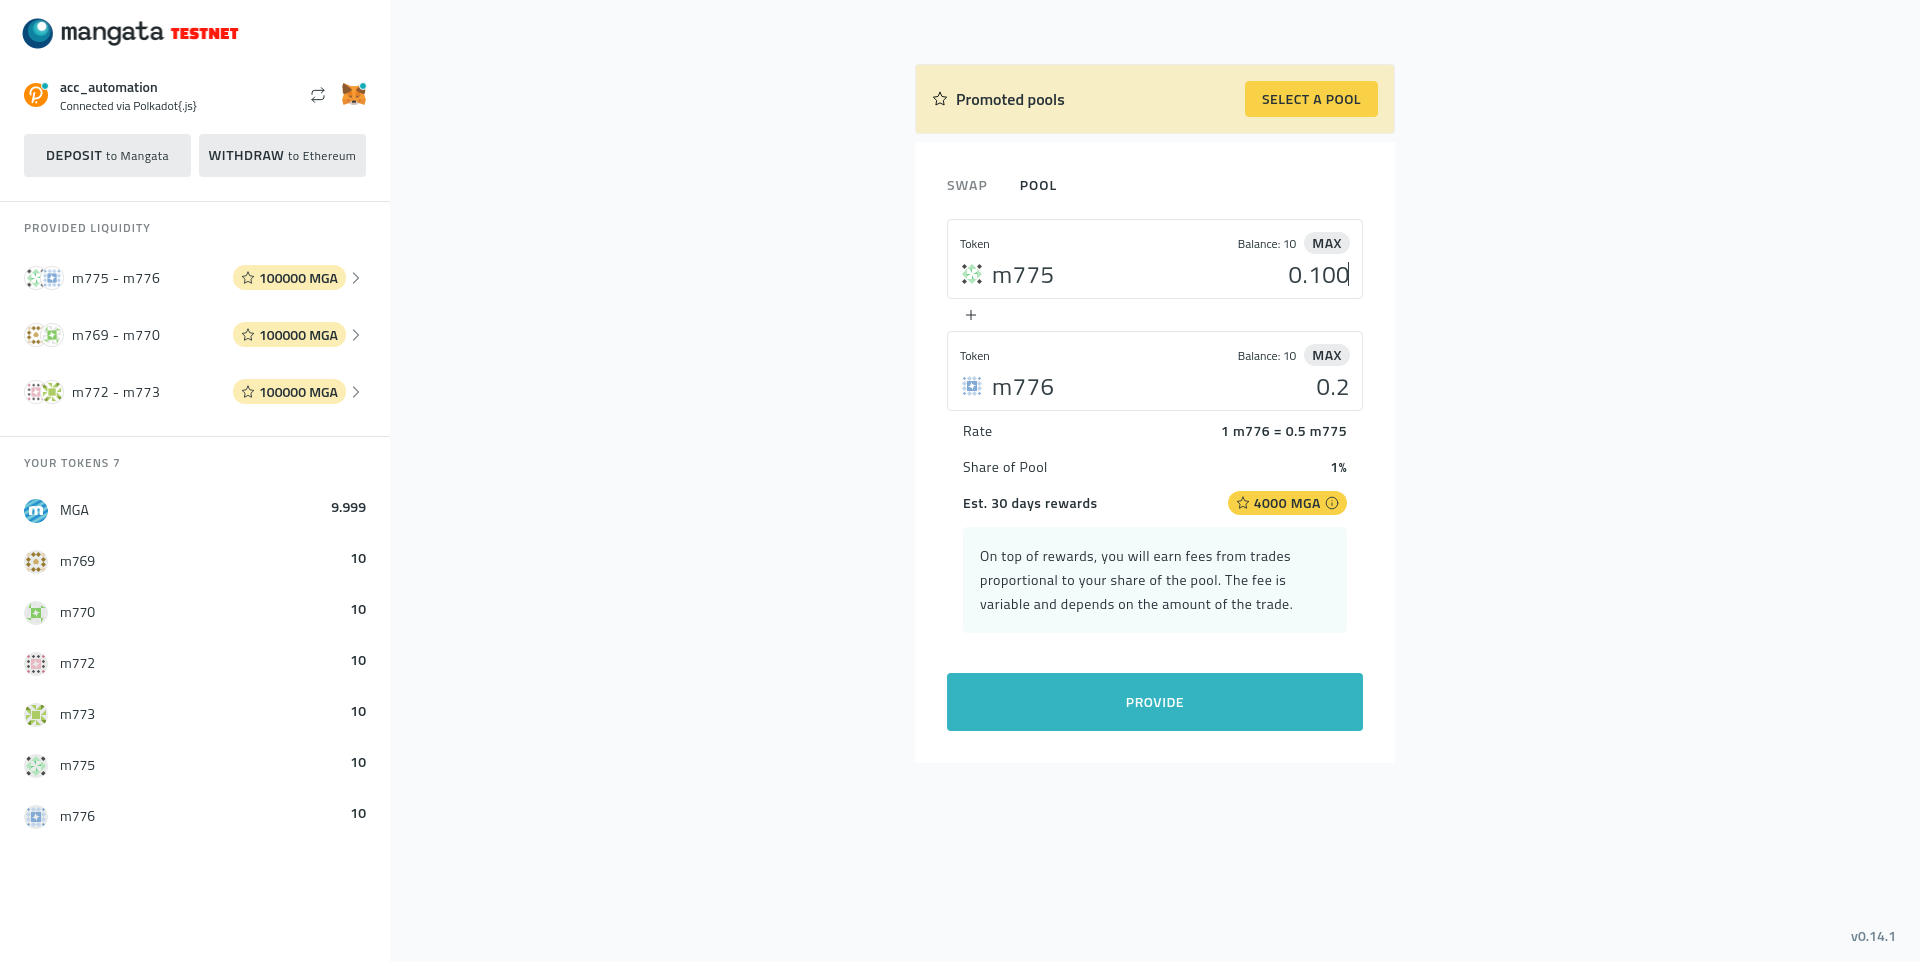 mangata TESTNET
acc_automation
Connected via Polkadot{.js}
DEPOSIT to Mangata
WITHDRAW to Ethereum
PROVIDED LIQUIDITY
m775 - m776
100000 MGA
m769 - m770
100000 MGA
m772 - m773
100000 MGA
YOUR TOKENS 7
MGA 9.999
m769 10
m770 10
m772 10
m773 10
m775 10
m776 10
Promoted pools
SELECT A POOL
SWAP POOL
Token Balance: 10 MAX
m775 0.100
+
Token Balance: 10 MAX
m776 0.2
Rate 1 m776 = 0.5 m775
Share of Pool 1%
Est. 30 days rewards 4000 MGA
On top of rewards, you will earn fees from trades
proportional to your share of the pool. The fee is
variable and depends on the amount of the trade.
PROVIDE
v0.14.1